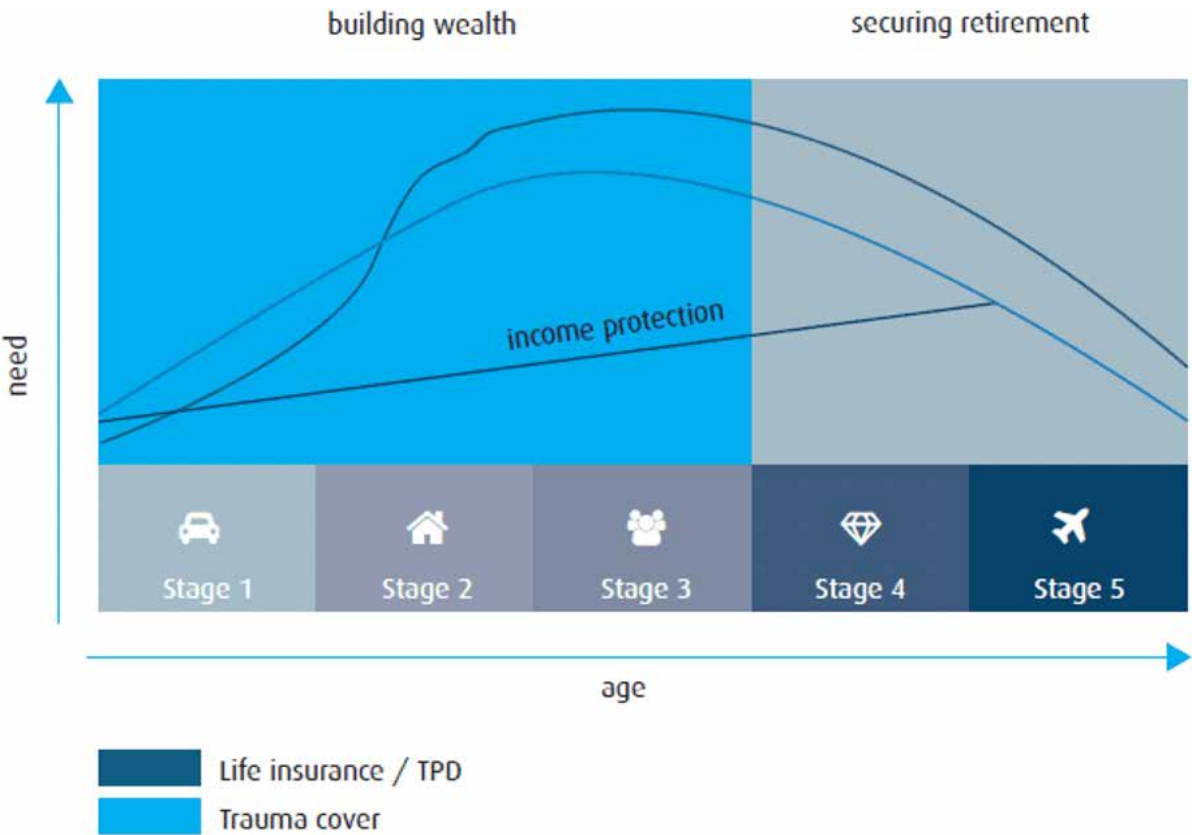 building wealth
securing retirement
need
income protection
Stage 1
Stage 2
Stage 3
Stage 4
Stage 5
age
Life insurance / TPD
Trauma cover